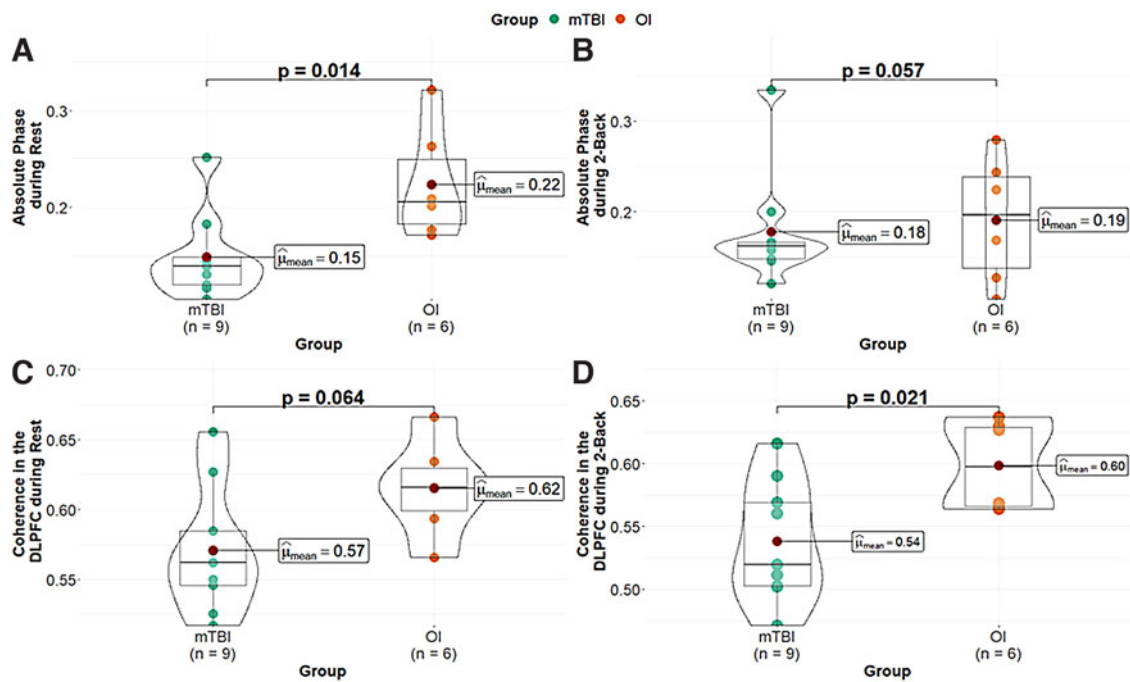 Group mTBI OI
A
p = 0.014
Absolute Phase
during Rest
0.3
0.2
μ̂mean = 0.15
μ̂mean = 0.22
mTBI
(n = 9)
OI
(n = 6)
Group
B
p = 0.057
Absolute Phase
during 2-Back
0.3
0.2
μ̂mean = 0.18
μ̂mean = 0.19
mTBI
(n = 9)
OI
(n = 6)
Group
C
p = 0.064
Coherence in the
DLPFC during Rest
0.70
0.65
0.60
0.55
μ̂mean = 0.57
μ̂mean = 0.62
mTBI
(n = 9)
OI
(n = 6)
Group
D
p = 0.021
Coherence in the
DLPFC during 2-Back
0.65
0.60
0.55
0.50
μ̂mean = 0.54
μ̂mean = 0.60
mTBI
(n = 9)
OI
(n = 6)
Group